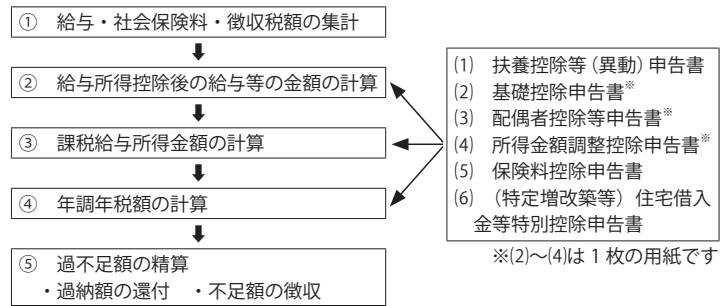 ① 給与・社会保険料・徴収税額の集計
② 給与所得控除後の給与等の金額の計算
③ 課税給与所得金額の計算
④ 年調年税額の計算
⑤ 過不足額の精算
・過納額の還付 ・不足額の徴収
(1) 扶養控除等(異動)申告書
(2) 基礎控除申告書※
(3) 配偶者控除等申告書※
(4) 所得金額調整控除申告書※
(5) 保険料控除申告書
(6) (特定増改築等)住宅借入
金等特別控除申告書
※(2)~(4)は1枚の用紙です